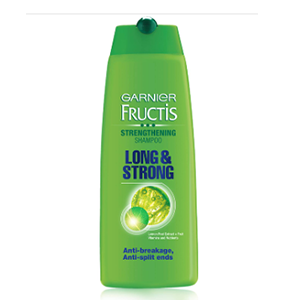 GARNIER
FRUCTIS
STRENGTHENING
SHAMPOO
LONG &
STRONG
Anti-breakage,
Anti-split ends